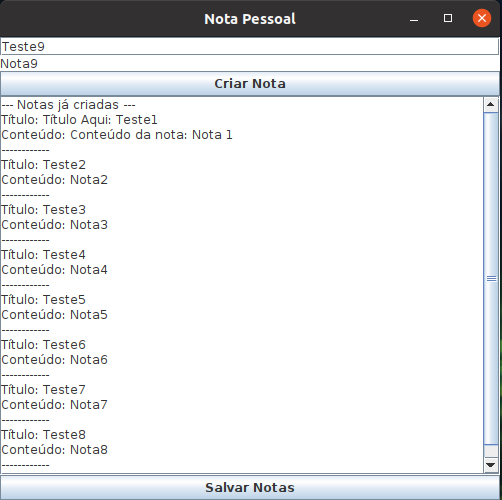 Nota Pessoal
Teste9
Nota9
Criar Nota
--- Notas já criadas ---
Título: Título Aqui: Teste1
Conteúdo: Conteúdo da nota: Nota 1
------------
Título: Teste2
Conteúdo: Nota2
------------
Título: Teste3
Conteúdo: Nota3
------------
Título: Teste4
Conteúdo: Nota4
------------
Título: Teste5
Conteúdo: Nota5
------------
Título: Teste6
Conteúdo: Nota6
------------
Título: Teste7
Conteúdo: Nota7
------------
Título: Teste8
Conteúdo: Nota8
------------
Salvar Notas